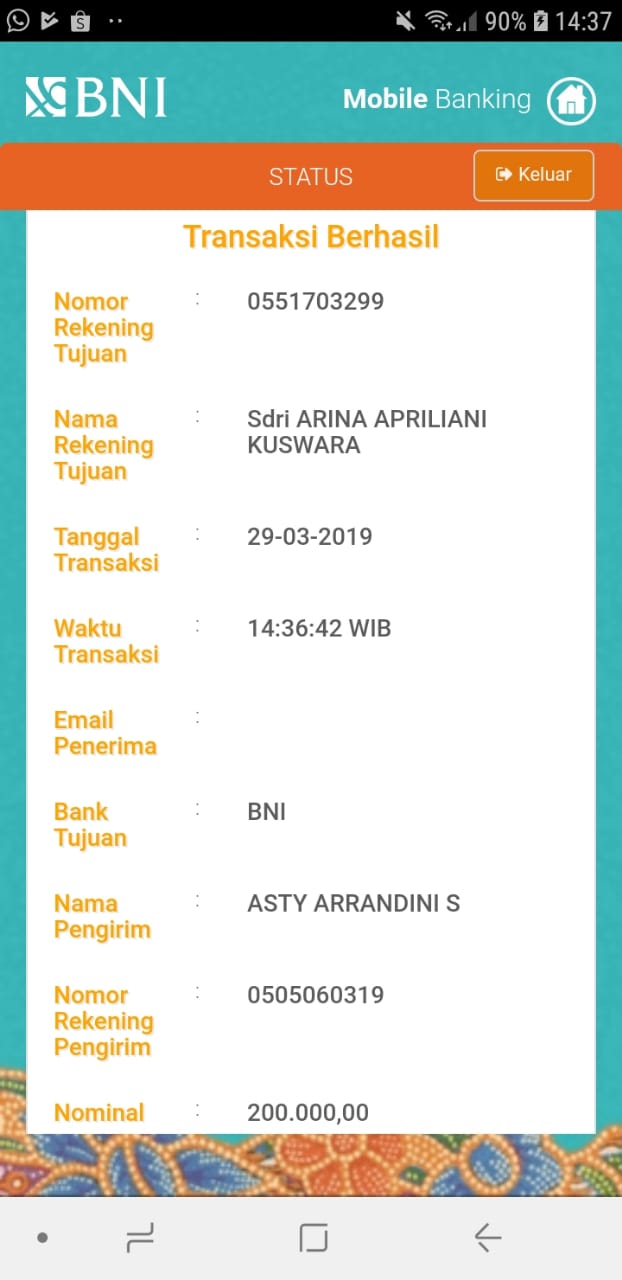 90% 14:37
BNI Mobile Banking
STATUS Keluar
Transaksi Berhasil
Nomor Rekening Tujuan : 0551703299
Nama Rekening Tujuan : Sdri ARINA APRILIANI KUSWARA
Tanggal Transaksi : 29-03-2019
Waktu Transaksi : 14:36:42 WIB
Email Penerima :
Bank Tujuan : BNI
Nama Pengirim : ASTY ARRANDINI S
Nomor Rekening Pengirim : 0505060319
Nominal : 200.000,00